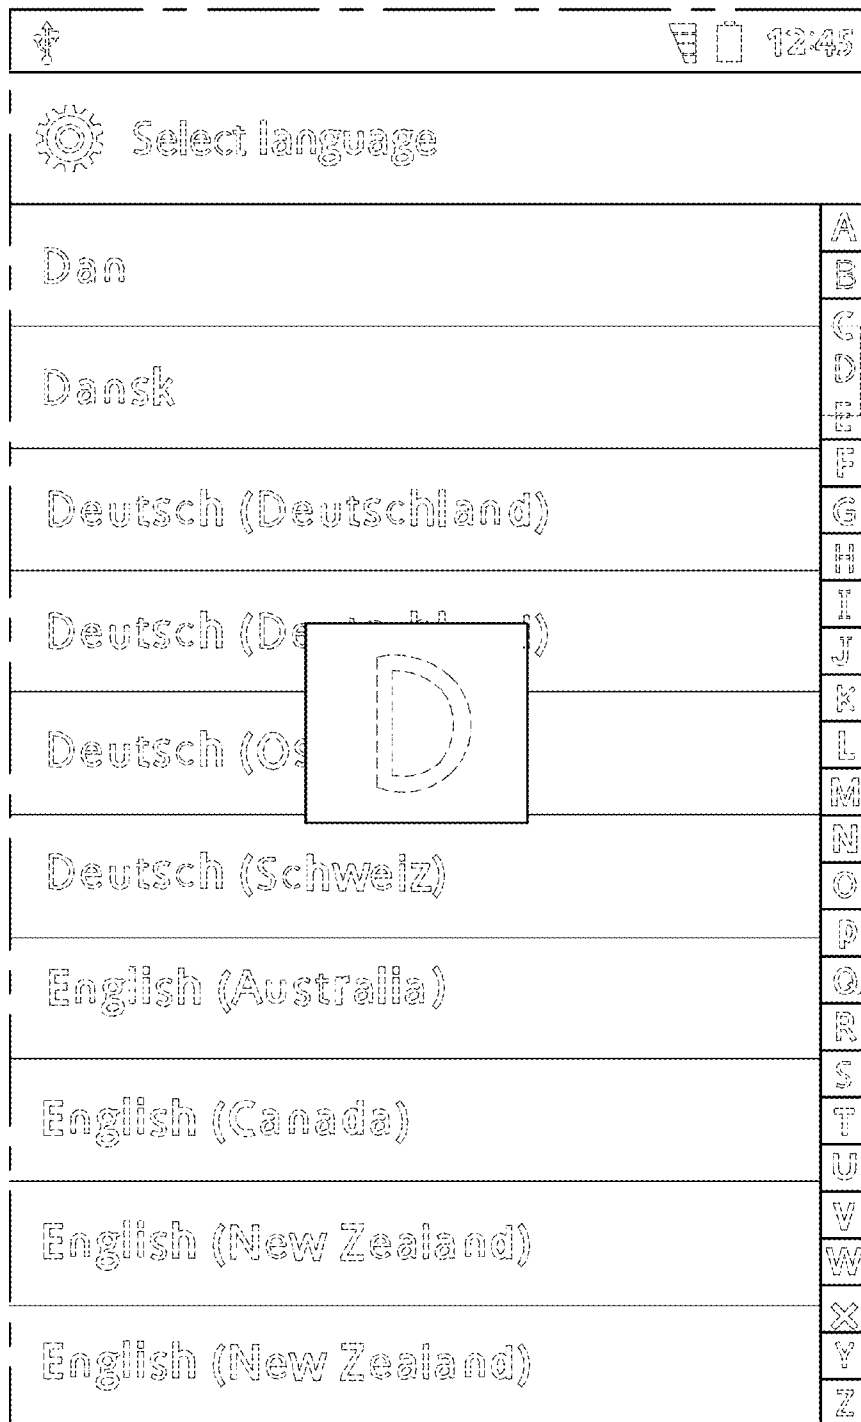 12:45
Select language
Dan
Dansk
Deutsch (Deutschland)
Deutsch (De
Deutsch (Os
D
Deutsch (Schweiz)
English (Australia)
English (Canada)
English (New Zealand)
English (New Zealand)
A
B
C
D
E
F
G
H
I
J
K
L
M
N
O
P
Q
R
S
T
U
V
W
X
Y
Z